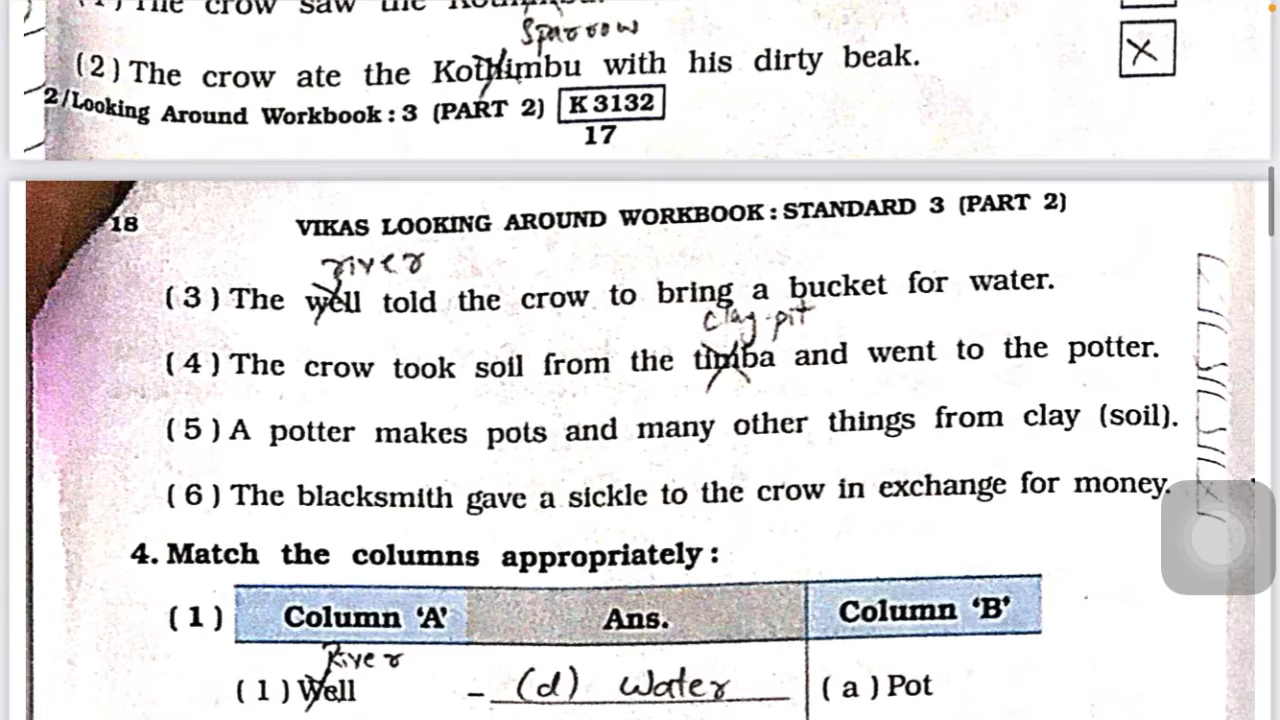 The crow saw the
Sparrow
(2) The crow ate the Kothimbu with his dirty beak.
X
2/Looking Around Workbook : 3 (PART 2) K 3132
17
18 VIKAS LOOKING AROUND WORKBOOK : STANDARD 3 (PART 2)
river
(3) The well told the crow to bring a bucket for water.
clay-pit
(4) The crow took soil from the timba and went to the potter.
(5) A potter makes pots and many other things from clay (soil).
(6) The blacksmith gave a sickle to the crow in exchange for money.
4. Match the columns appropriately :
(1) Column ‘A’ Ans. Column ‘B’
River
(1) Well – (d) Water (a) Pot